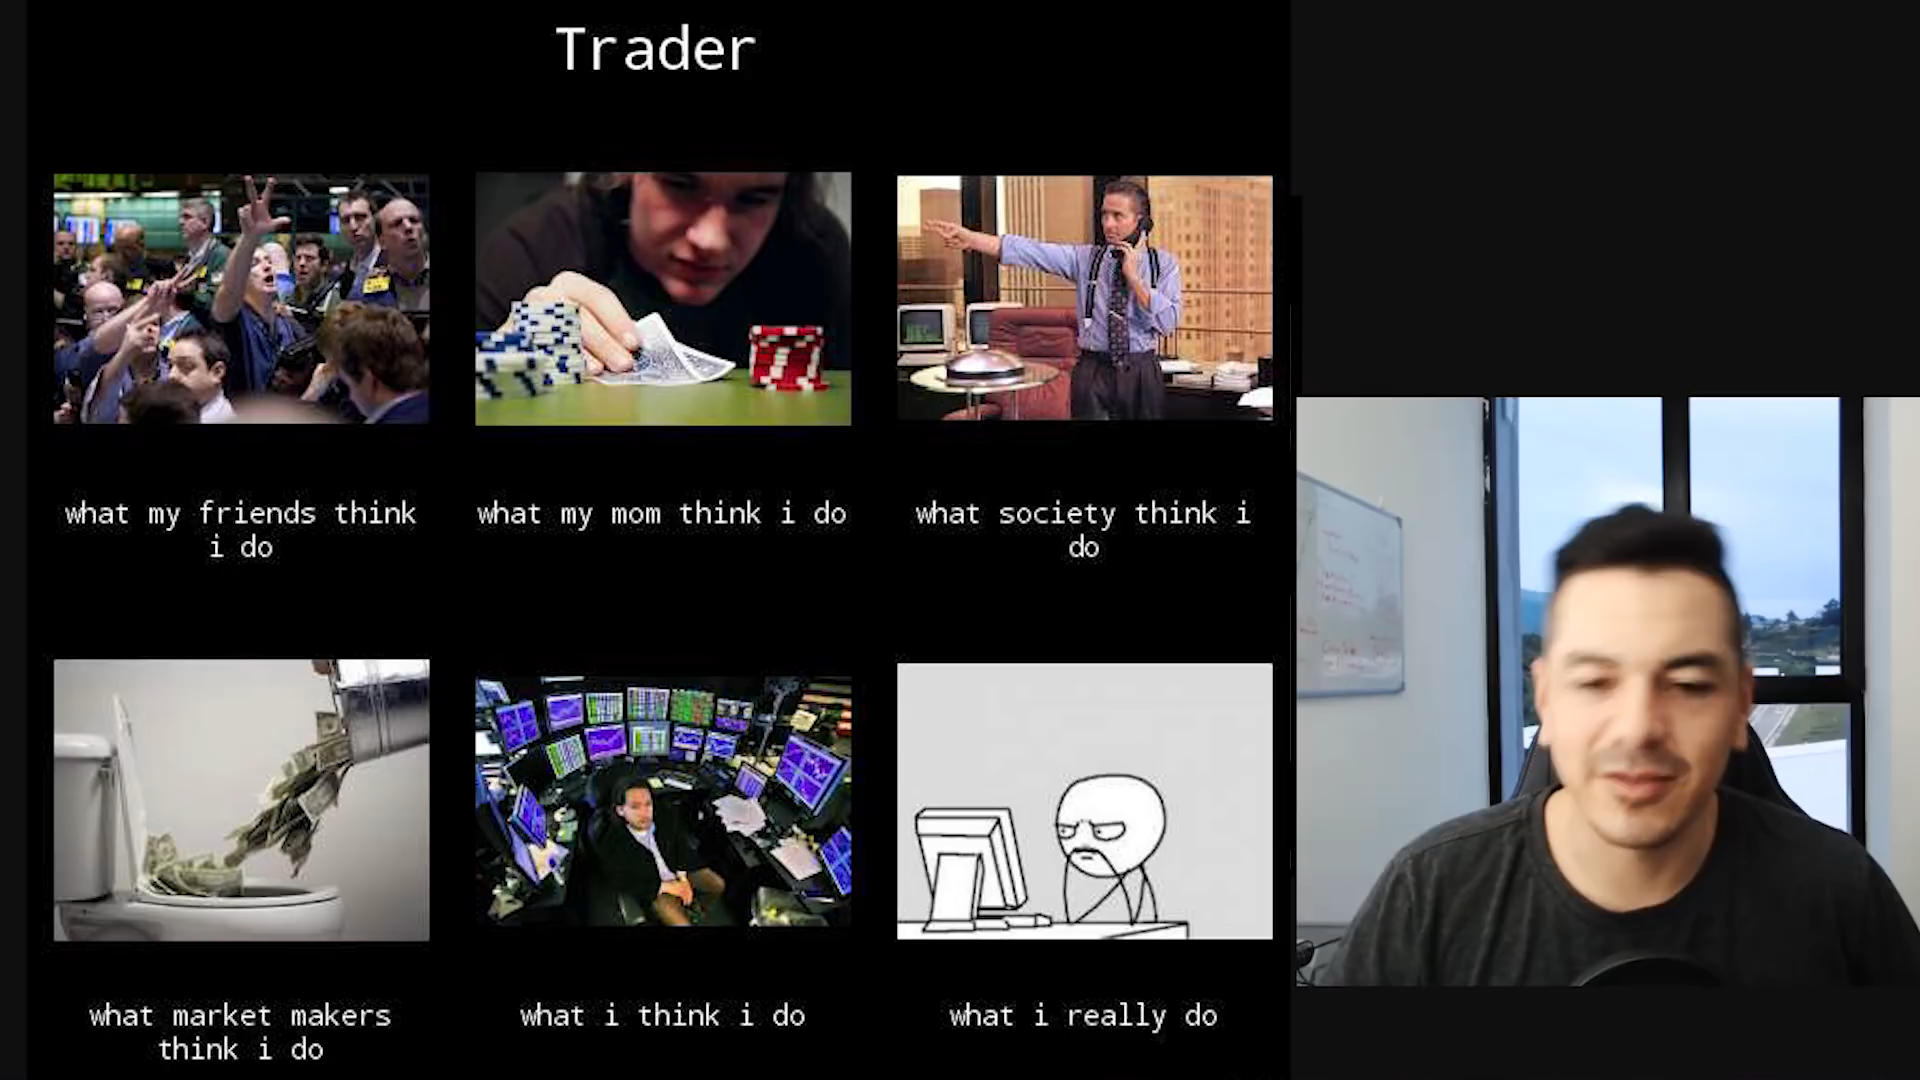 Trader
what my friends think
i do
what my mom think i do
what society think i
do
what market makers
think i do
what i think i do
what i really do